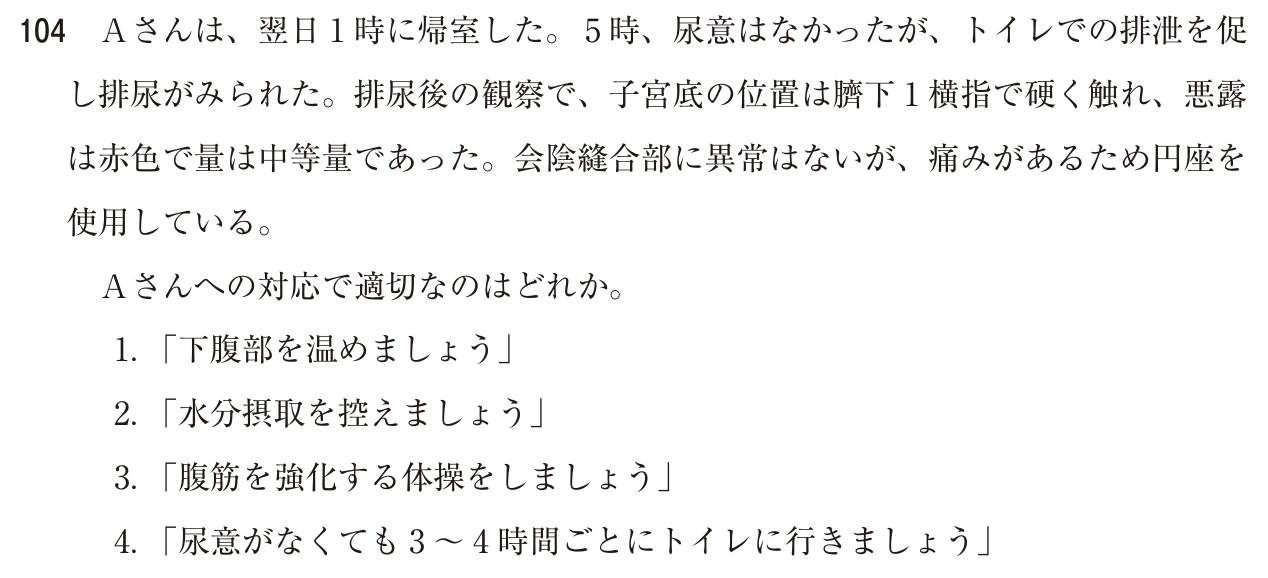 104　Aさんは、翌日1時に帰室した。5時、尿意はなかったが、トイレでの排泄を促
し排尿がみられた。排尿後の観察で、子宮底の位置は臍下1横指で硬く触れ、悪露
は赤色で量は中等量であった。会陰縫合部に異常はないが、痛みがあるため円座を
使用している。
Aさんへの対応で適切なのはどれか。
1. 「下腹部を温めましょう」
2. 「水分摂取を控えましょう」
3. 「腹筋を強化する体操をしましょう」
4. 「尿意がなくても3～4時間ごとにトイレに行きましょう」